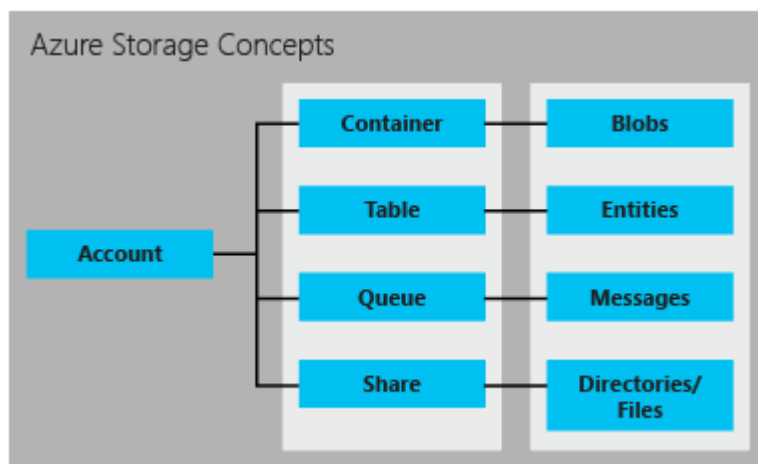 Azure Storage Concepts
Container
Blobs
Table
Entities
Account
Queue
Messages
Share
Directories/
Files